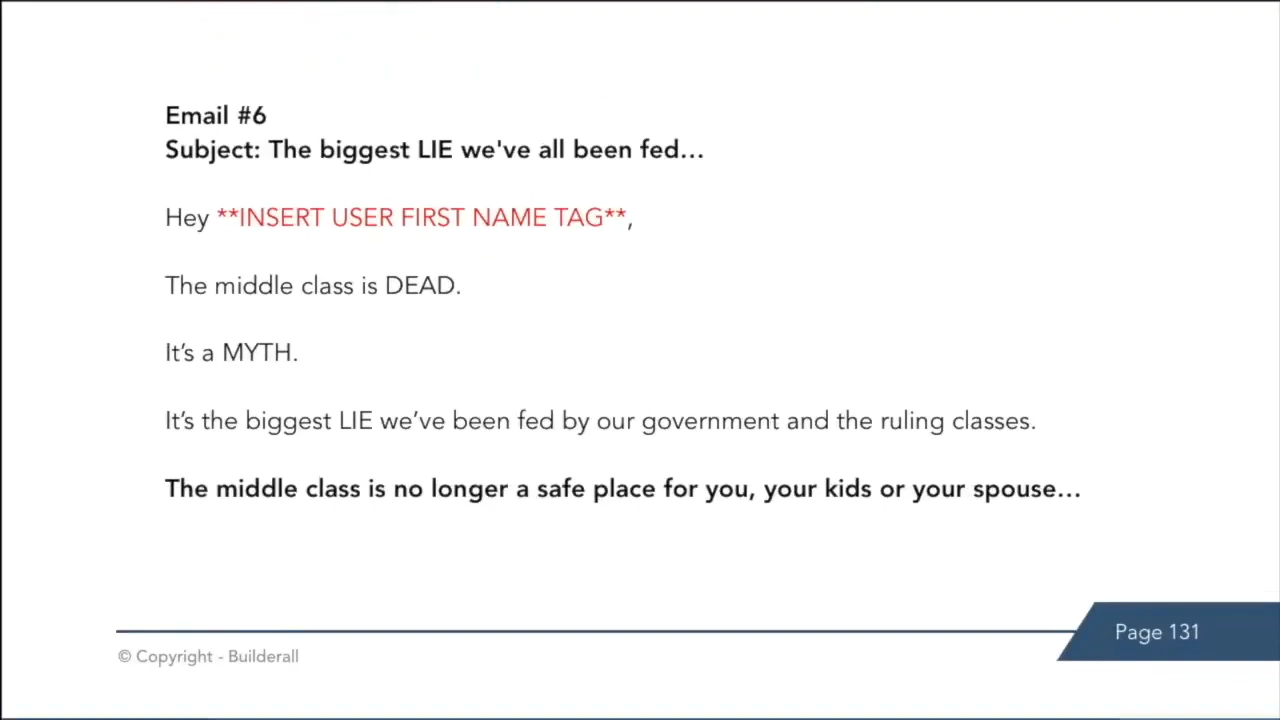 Email #6
Subject: The biggest LIE we've all been fed…
Hey **INSERT USER FIRST NAME TAG**,
The middle class is DEAD.
It’s a MYTH.
It’s the biggest LIE we’ve been fed by our government and the ruling classes.
The middle class is no longer a safe place for you, your kids or your spouse…
Page 131
© Copyright - Builderall